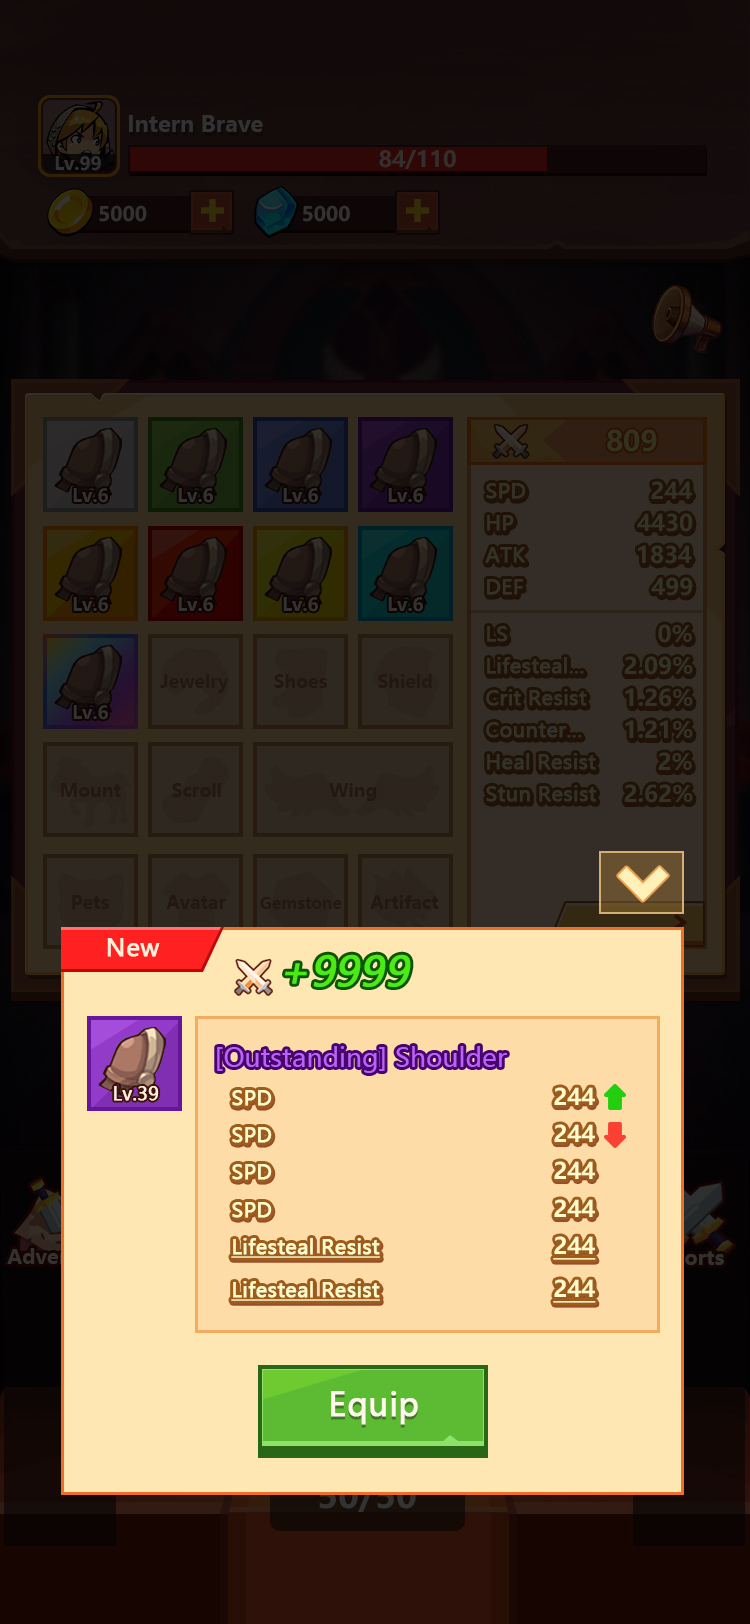 Intern Brave
Lv.99
84/110
5000
5000
809
Lv.6
Lv.6
Lv.6
Lv.6
SPD 244
HP 4430
ATK 1834
DEF 499
Lv.6
Lv.6
Lv.6
Lv.6
LS 0%
Lifesteal... 2.09%
Crit Resist 1.26%
Counter... 1.21%
Heal Resist 2%
Stun Resist 2.62%
Lv.6
Jewelry
Shoes
Shield
Mount
Scroll
Wing
Pets
Avatar
Gemstone
Artifact
New
+9999
Lv.39
[Outstanding] Shoulder
SPD 244
SPD 244
SPD 244
SPD 244
Lifesteal Resist 244
Lifesteal Resist 244
Adve
orts
Equip
50/50